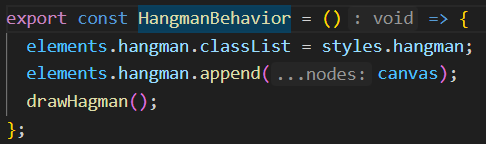 export const HangmanBehavior = () : void => {
elements.hangman.classList = styles.hangman;
elements.hangman.append(...nodes: canvas);
drawHagman();
};